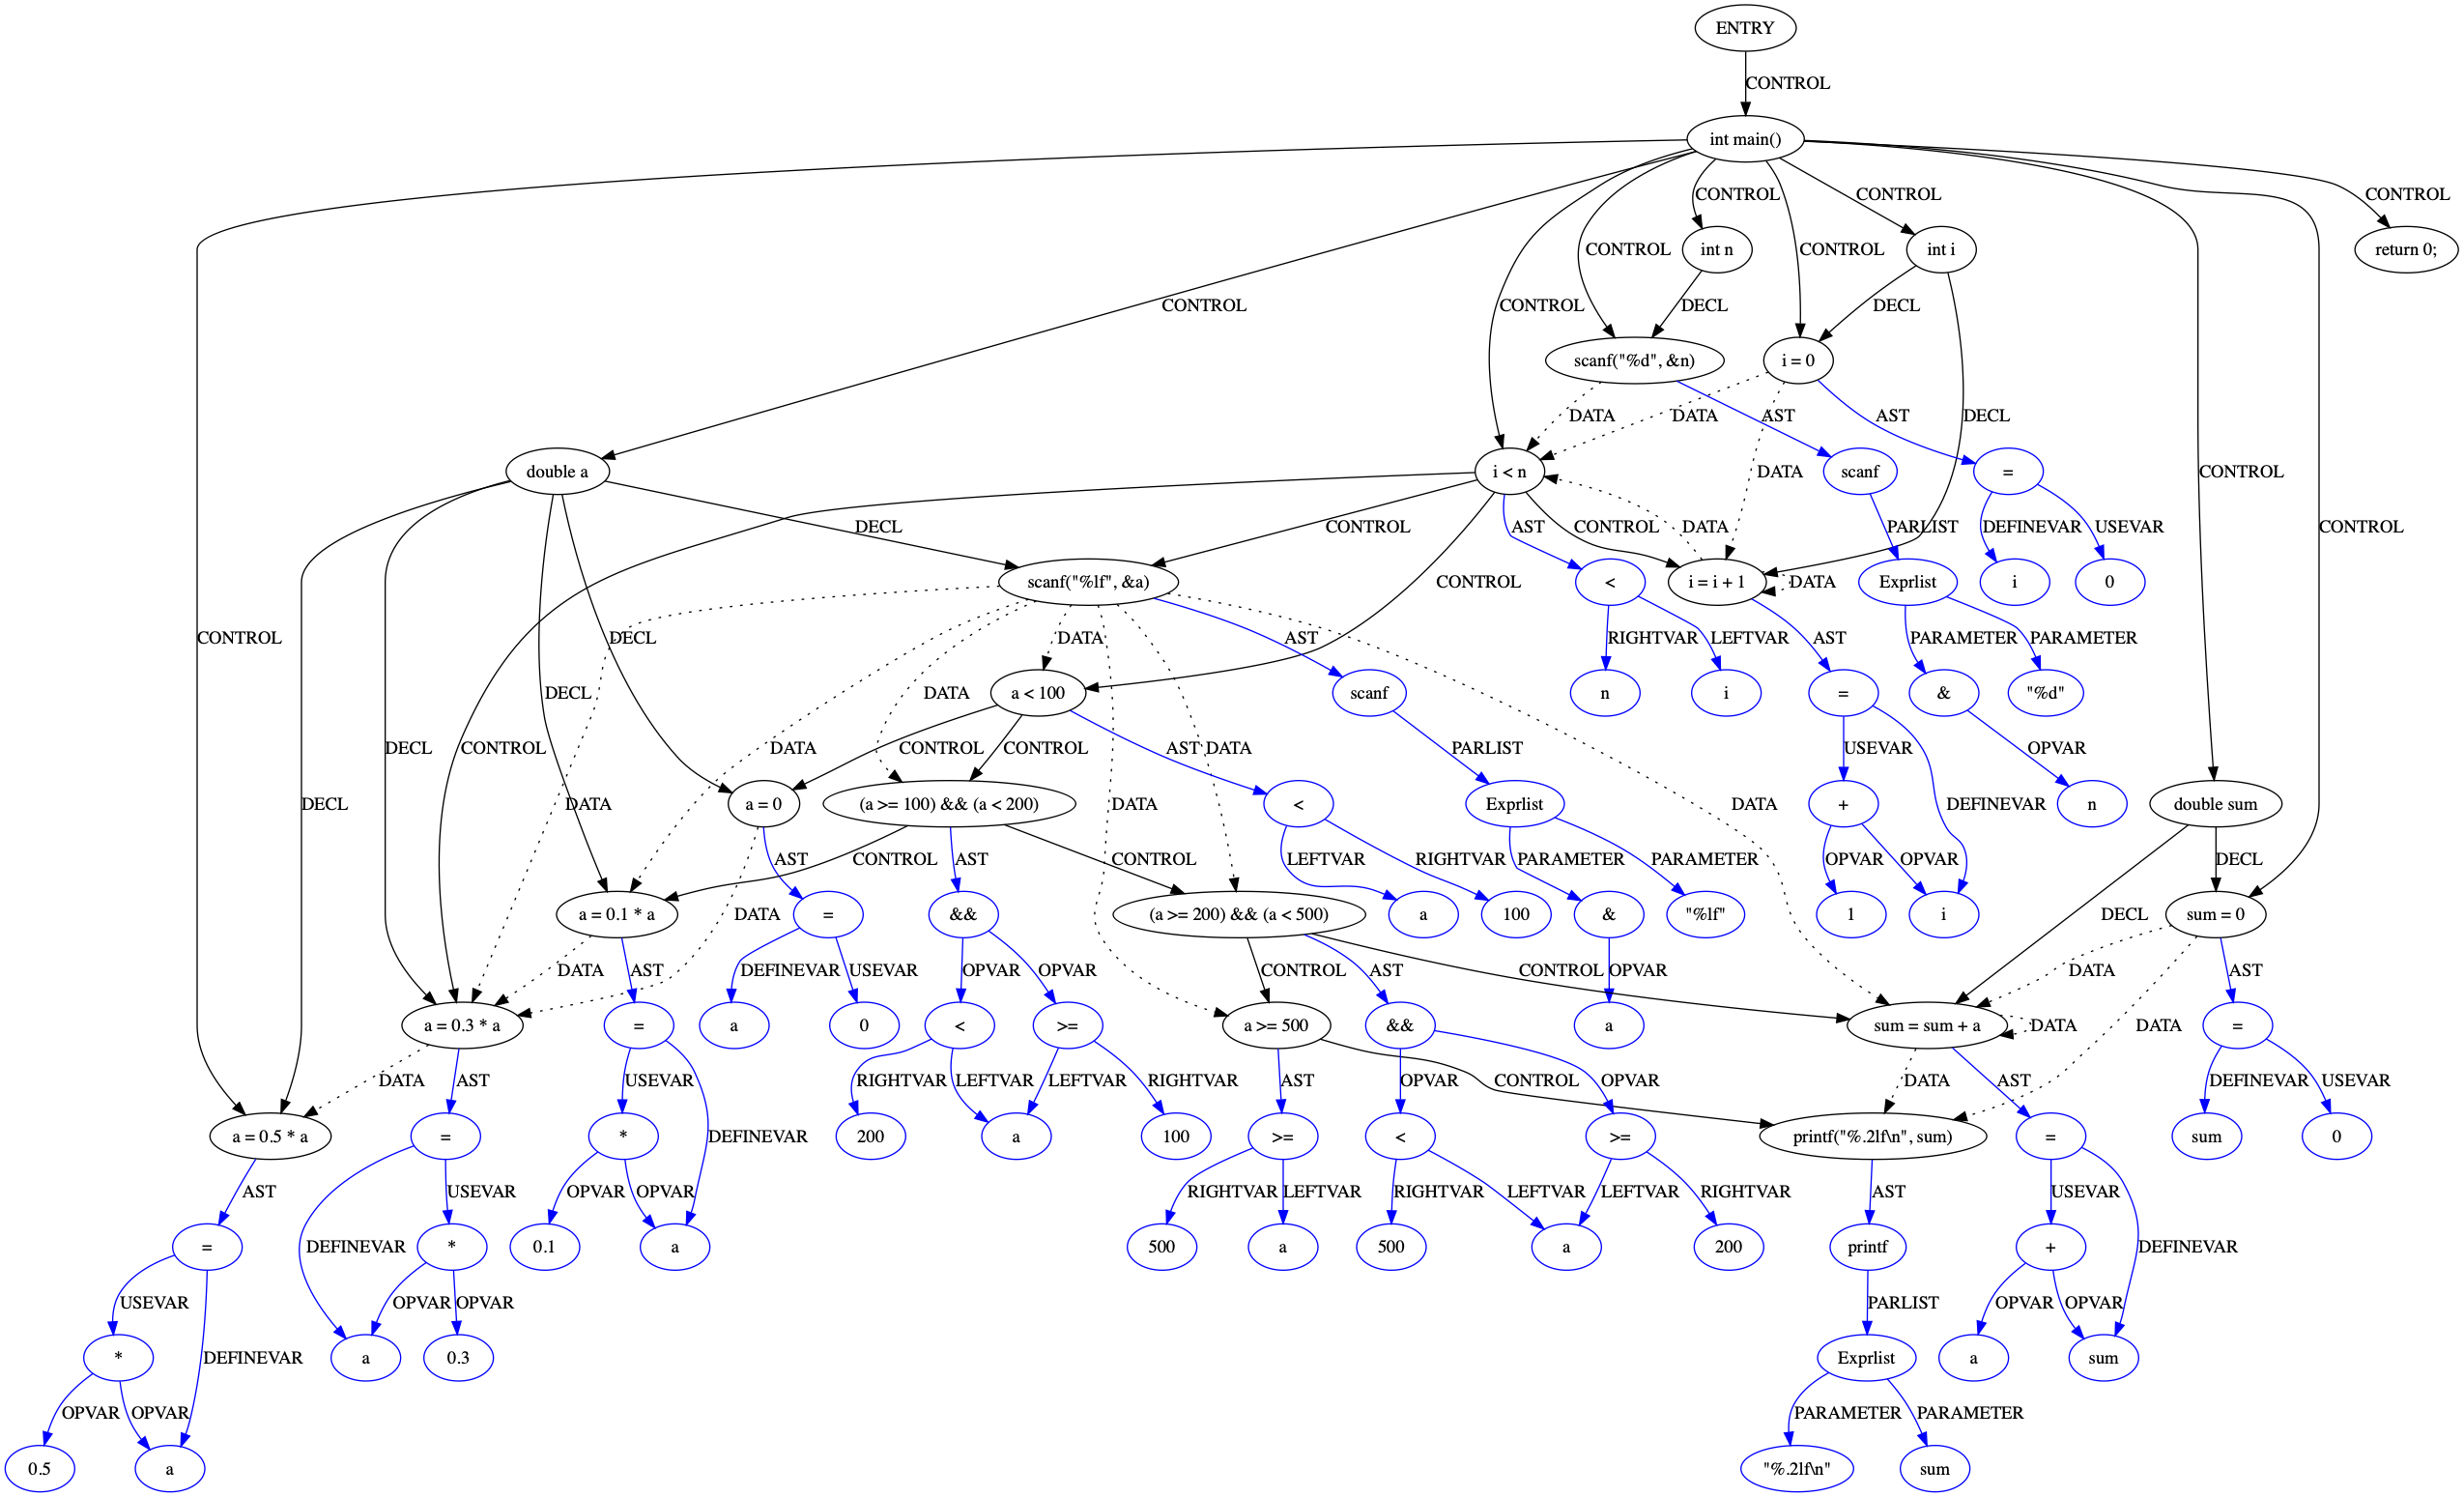 ENTRY
CONTROL
int main()
CONTROL
CONTROL
CONTROL
CONTROL
CONTROL
int n
int i
return 0;
CONTROL
CONTROL
DECL
DECL
scanf("%d", &n)
i = 0
DATA
DATA
AST
AST
DECL
double a
i < n
DATA
scanf
=
CONTROL
CONTROL
DECL
CONTROL
AST
CONTROL
DATA
PARLIST
DEFINEVAR
USEVAR
scanf("%lf", &a)
<
i = i + 1
DATA
Exprlist
i
0
CONTROL
DECL
DATA
AST
CONTROL
RIGHTVAR
LEFTVAR
AST
PARAMETER
PARAMETER
DECL
DATA
a < 100
scanf
n
i
=
&
"%d"
DECL
CONTROL
DATA
CONTROL
CONTROL
AST
DATA
PARLIST
USEVAR
OPVAR
DECL
DATA
a = 0
(a >= 100) && (a < 200)
DATA
<
Exprlist
DATA
+
DEFINEVAR
n
double sum
AST
CONTROL
AST
CONTROL
LEFTVAR
RIGHTVAR
PARAMETER
PARAMETER
OPVAR
OPVAR
DECL
a = 0.1 * a
DATA
=
&&
(a >= 200) && (a < 500)
a
100
&
"%lf"
1
i
DECL
sum = 0
DATA
AST
DEFINEVAR
USEVAR
OPVAR
OPVAR
CONTROL
AST
CONTROL
OPVAR
DATA
AST
a = 0.3 * a
=
a
0
<
>=
a >= 500
&&
a
sum = sum + a
DATA
DATA
=
DATA
AST
USEVAR
RIGHTVAR
LEFTVAR
LEFTVAR
RIGHTVAR
AST
OPVAR
CONTROL
OPVAR
DATA
AST
DEFINEVAR
USEVAR
a = 0.5 * a
=
*
DEFINEVAR
200
a
100
>=
<
>=
printf("%.2lf\n", sum)
=
sum
0
AST
USEVAR
OPVAR
OPVAR
RIGHTVAR
LEFTVAR
RIGHTVAR
LEFTVAR
LEFTVAR
RIGHTVAR
AST
USEVAR
=
DEFINEVAR
*
0.1
a
500
a
500
a
200
printf
+
DEFINEVAR
USEVAR
OPVAR
OPVAR
PARLIST
OPVAR
OPVAR
*
DEFINEVAR
a
0.3
Exprlist
a
sum
OPVAR
OPVAR
PARAMETER
PARAMETER
0.5
a
"%.2lf\n"
sum